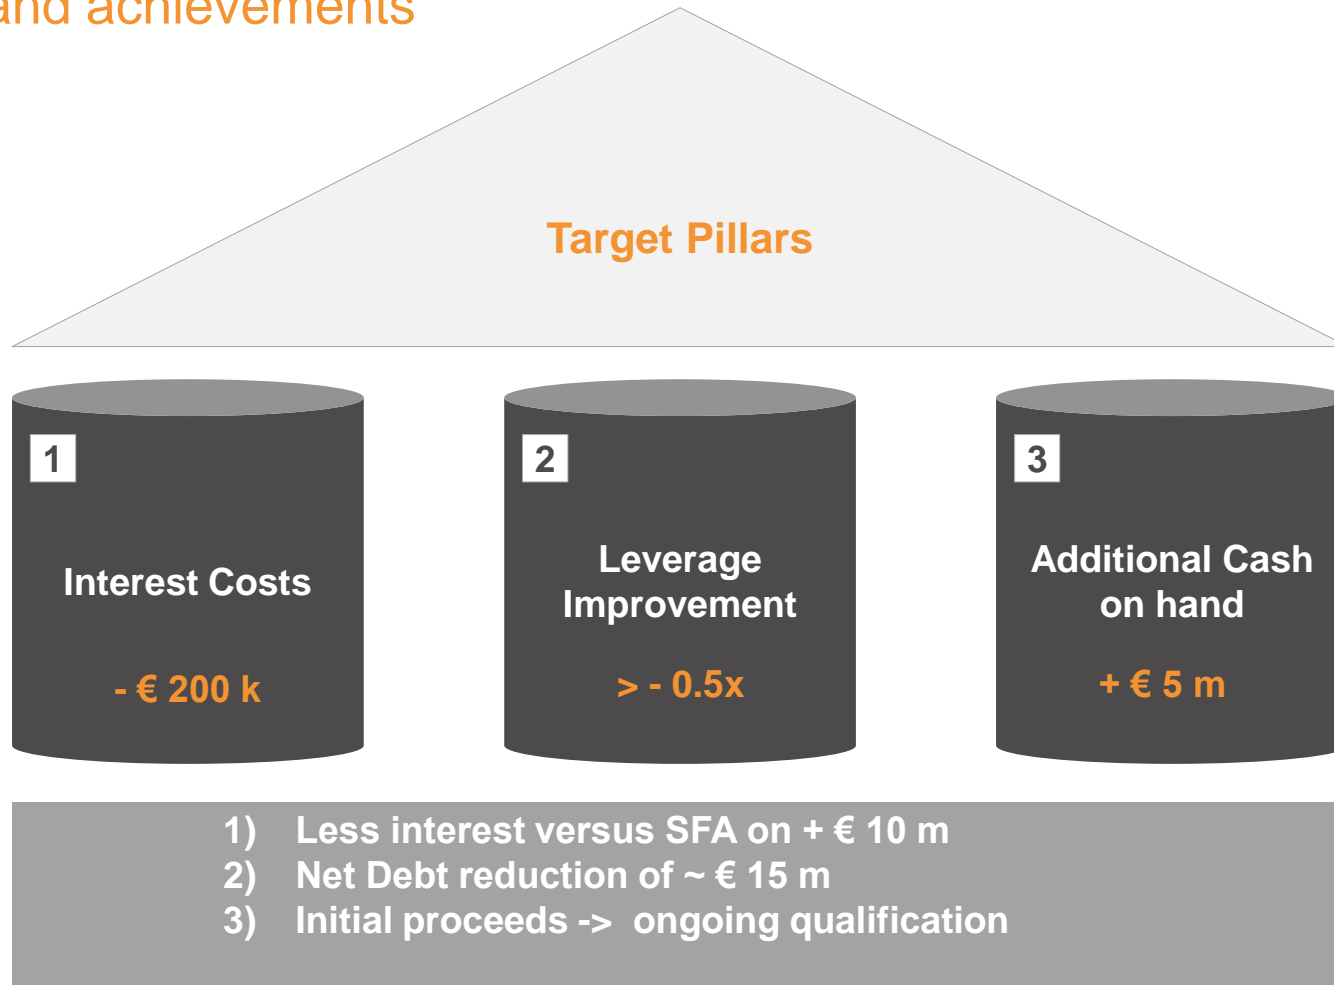 and achievements
Target Pillars
1
Interest Costs
- € 200 k
2
Leverage
Improvement
> - 0.5x
3
Additional Cash
on hand
+ € 5 m
1) Less interest versus SFA on + € 10 m
2) Net Debt reduction of ~ € 15 m
3) Initial proceeds -> ongoing qualification